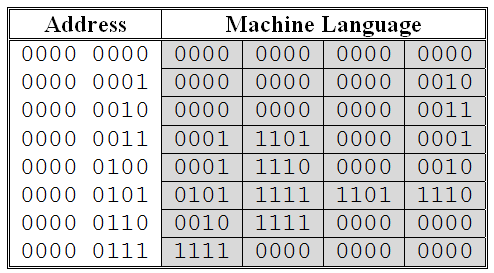 Address Machine Language
0000 0000 0000 0000 0000 0000
0000 0001 0000 0000 0000 0010
0000 0010 0000 0000 0000 0011
0000 0011 0001 1101 0000 0001
0000 0100 0001 1110 0000 0010
0000 0101 0101 1111 1101 1110
0000 0110 0010 1111 0000 0000
0000 0111 1111 0000 0000 0000